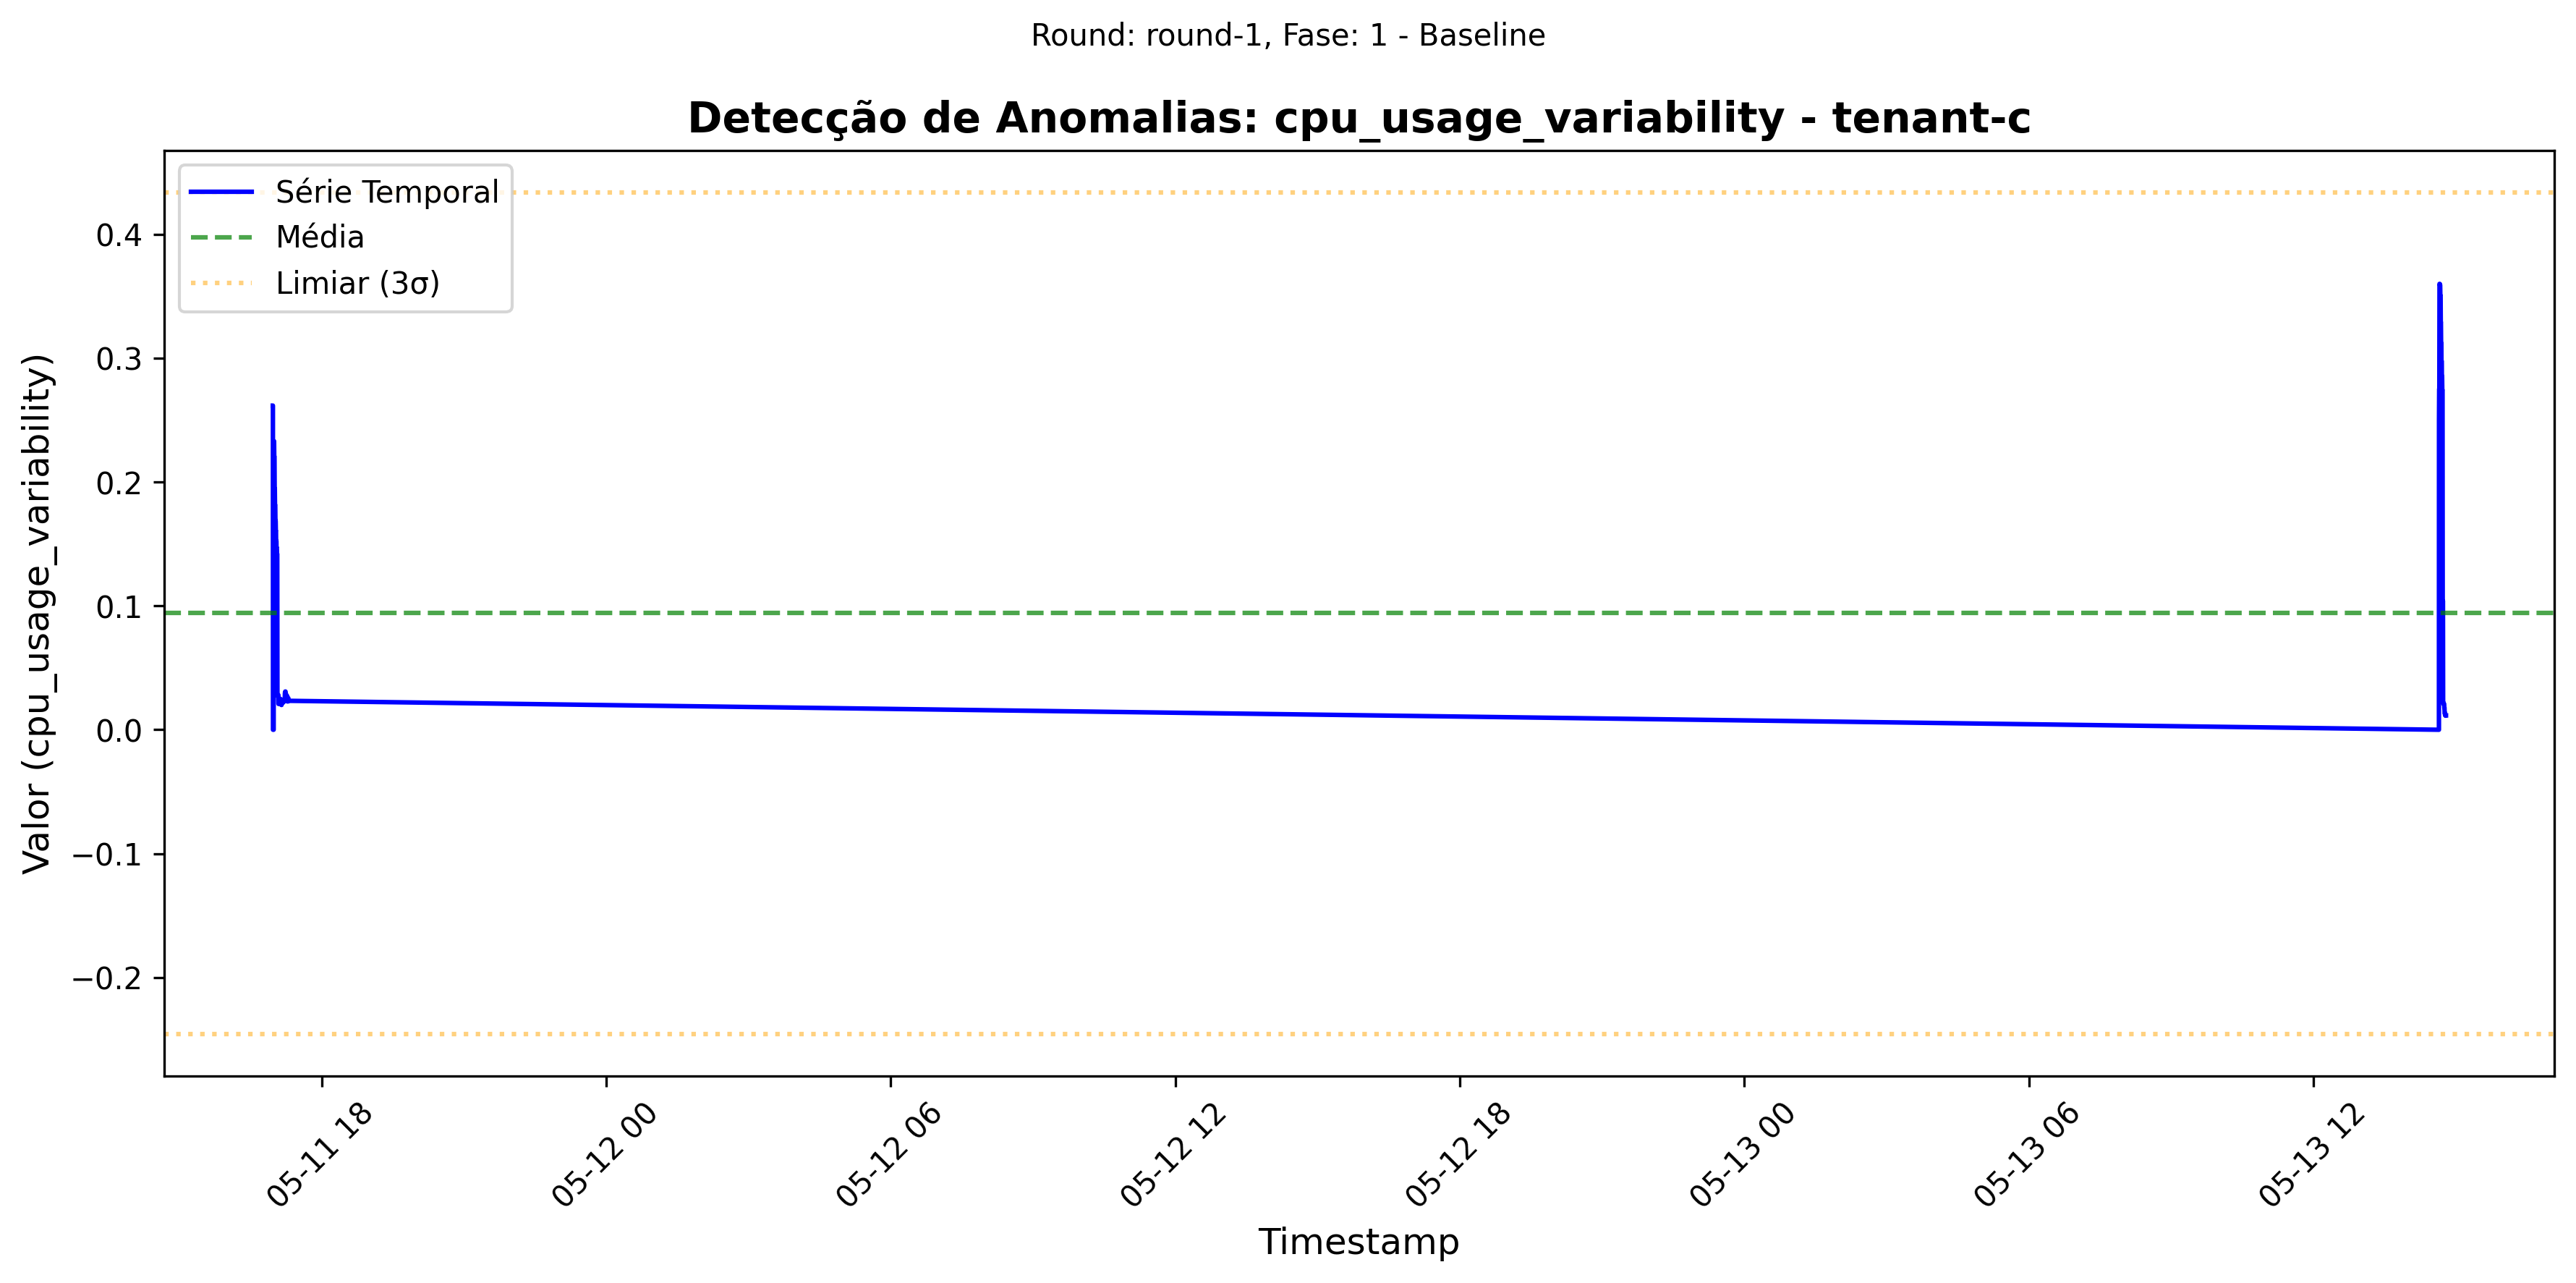 Round: round-1, Fase: 1 - Baseline
Detecção de Anomalias: cpu_usage_variability - tenant-c
Série Temporal
Média
Limiar (3σ)
Valor (cpu_usage_variability)
0.4
0.3
0.2
0.1
0.0
−0.1
−0.2
05-11 18
05-12 00
05-12 06
05-12 12
05-12 18
05-13 00
05-13 06
05-13 12
Timestamp